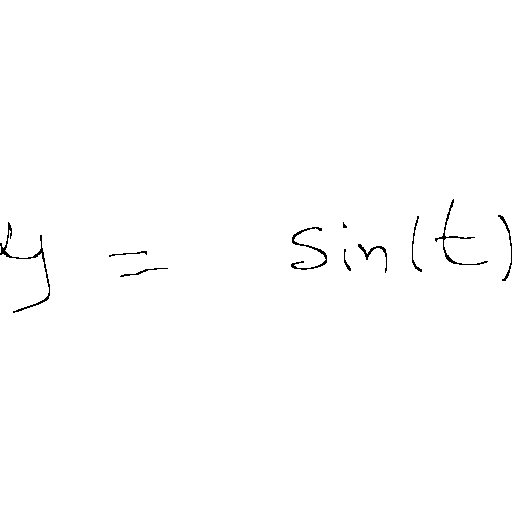 y = sin(t)